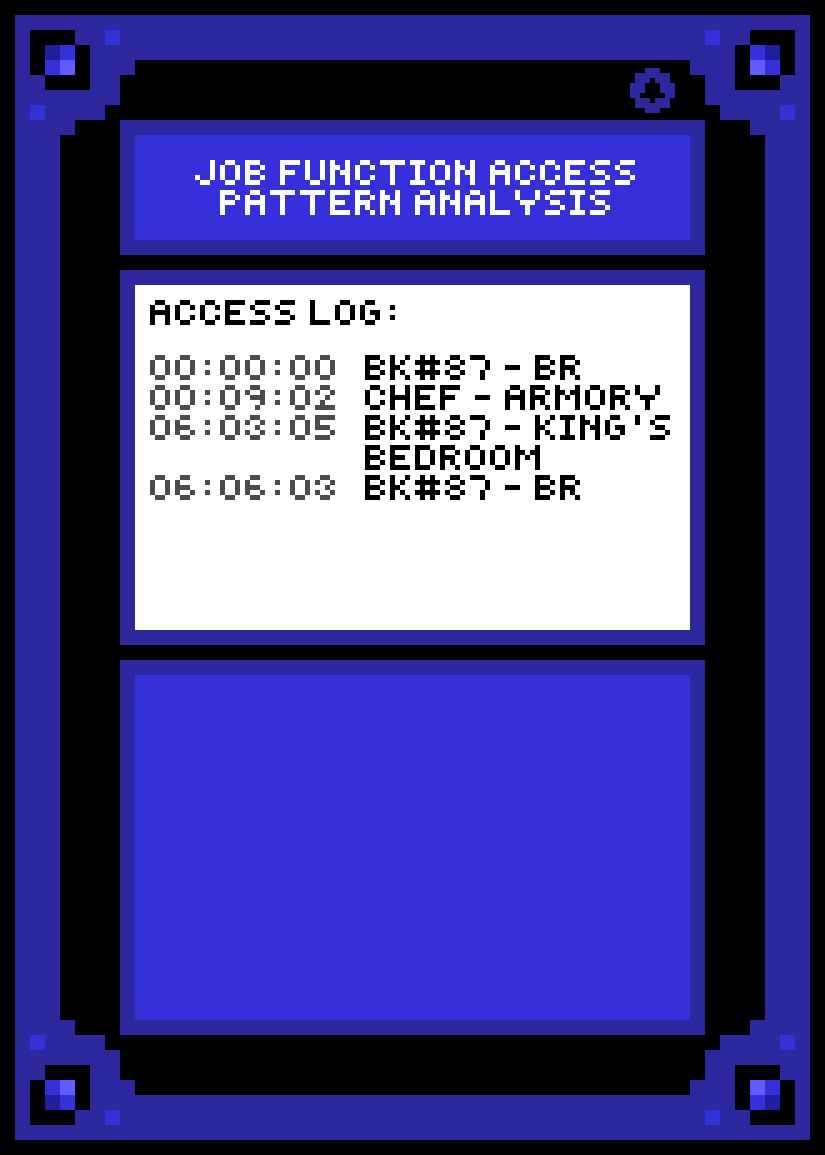 JOB FUNCTION ACCESS
PATTERN ANALYSIS
ACCESS LOG:
00:00:00 BK#87 - BR
00:09:02 CHEF - ARMORY
06:03:05 BK#87 - KING'S
BEDROOM
06:06:03 BK#87 - BR